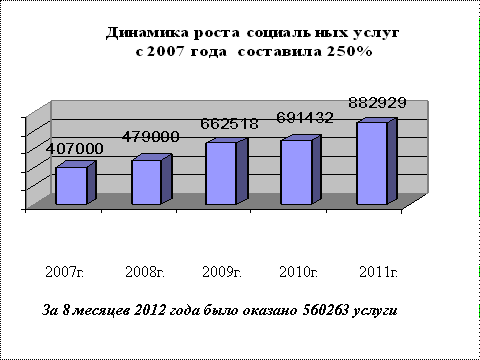 Динамика роста социальных услуг
с 2007 года составила 250%
407000
479000
662518
691432
882929
2007г.
2008г.
2009г.
2010г.
2011г.
За 8 месяцев 2012 года было оказано 560263 услуги